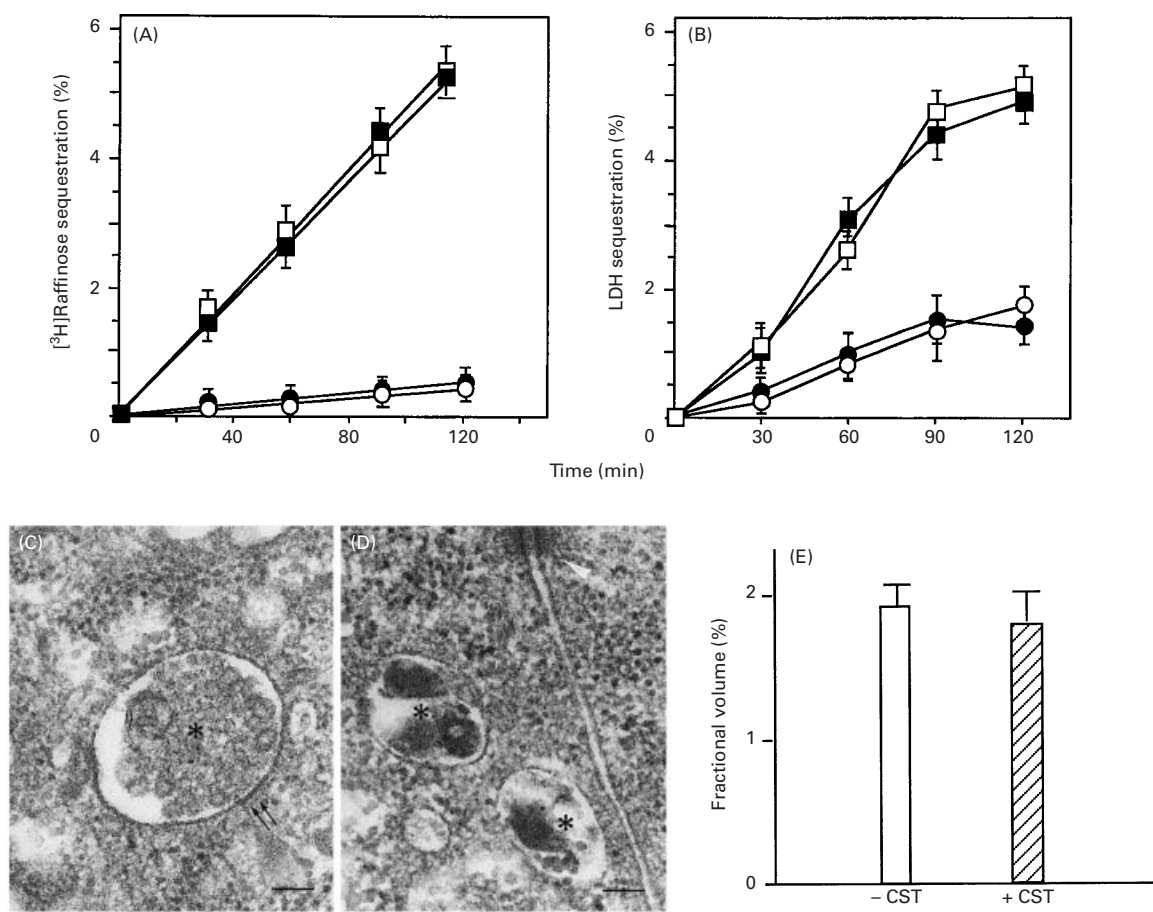 (A)
[³H]Raffinose sequestration (%)
6
4
2
0
40
80
120
(B)
LDH sequestration (%)
6
4
2
0
30
60
90
120
Time (min)
(C)
*
(D)
*
*
(E)
Fractional volume (%)
2
1
0
– CST
+ CST